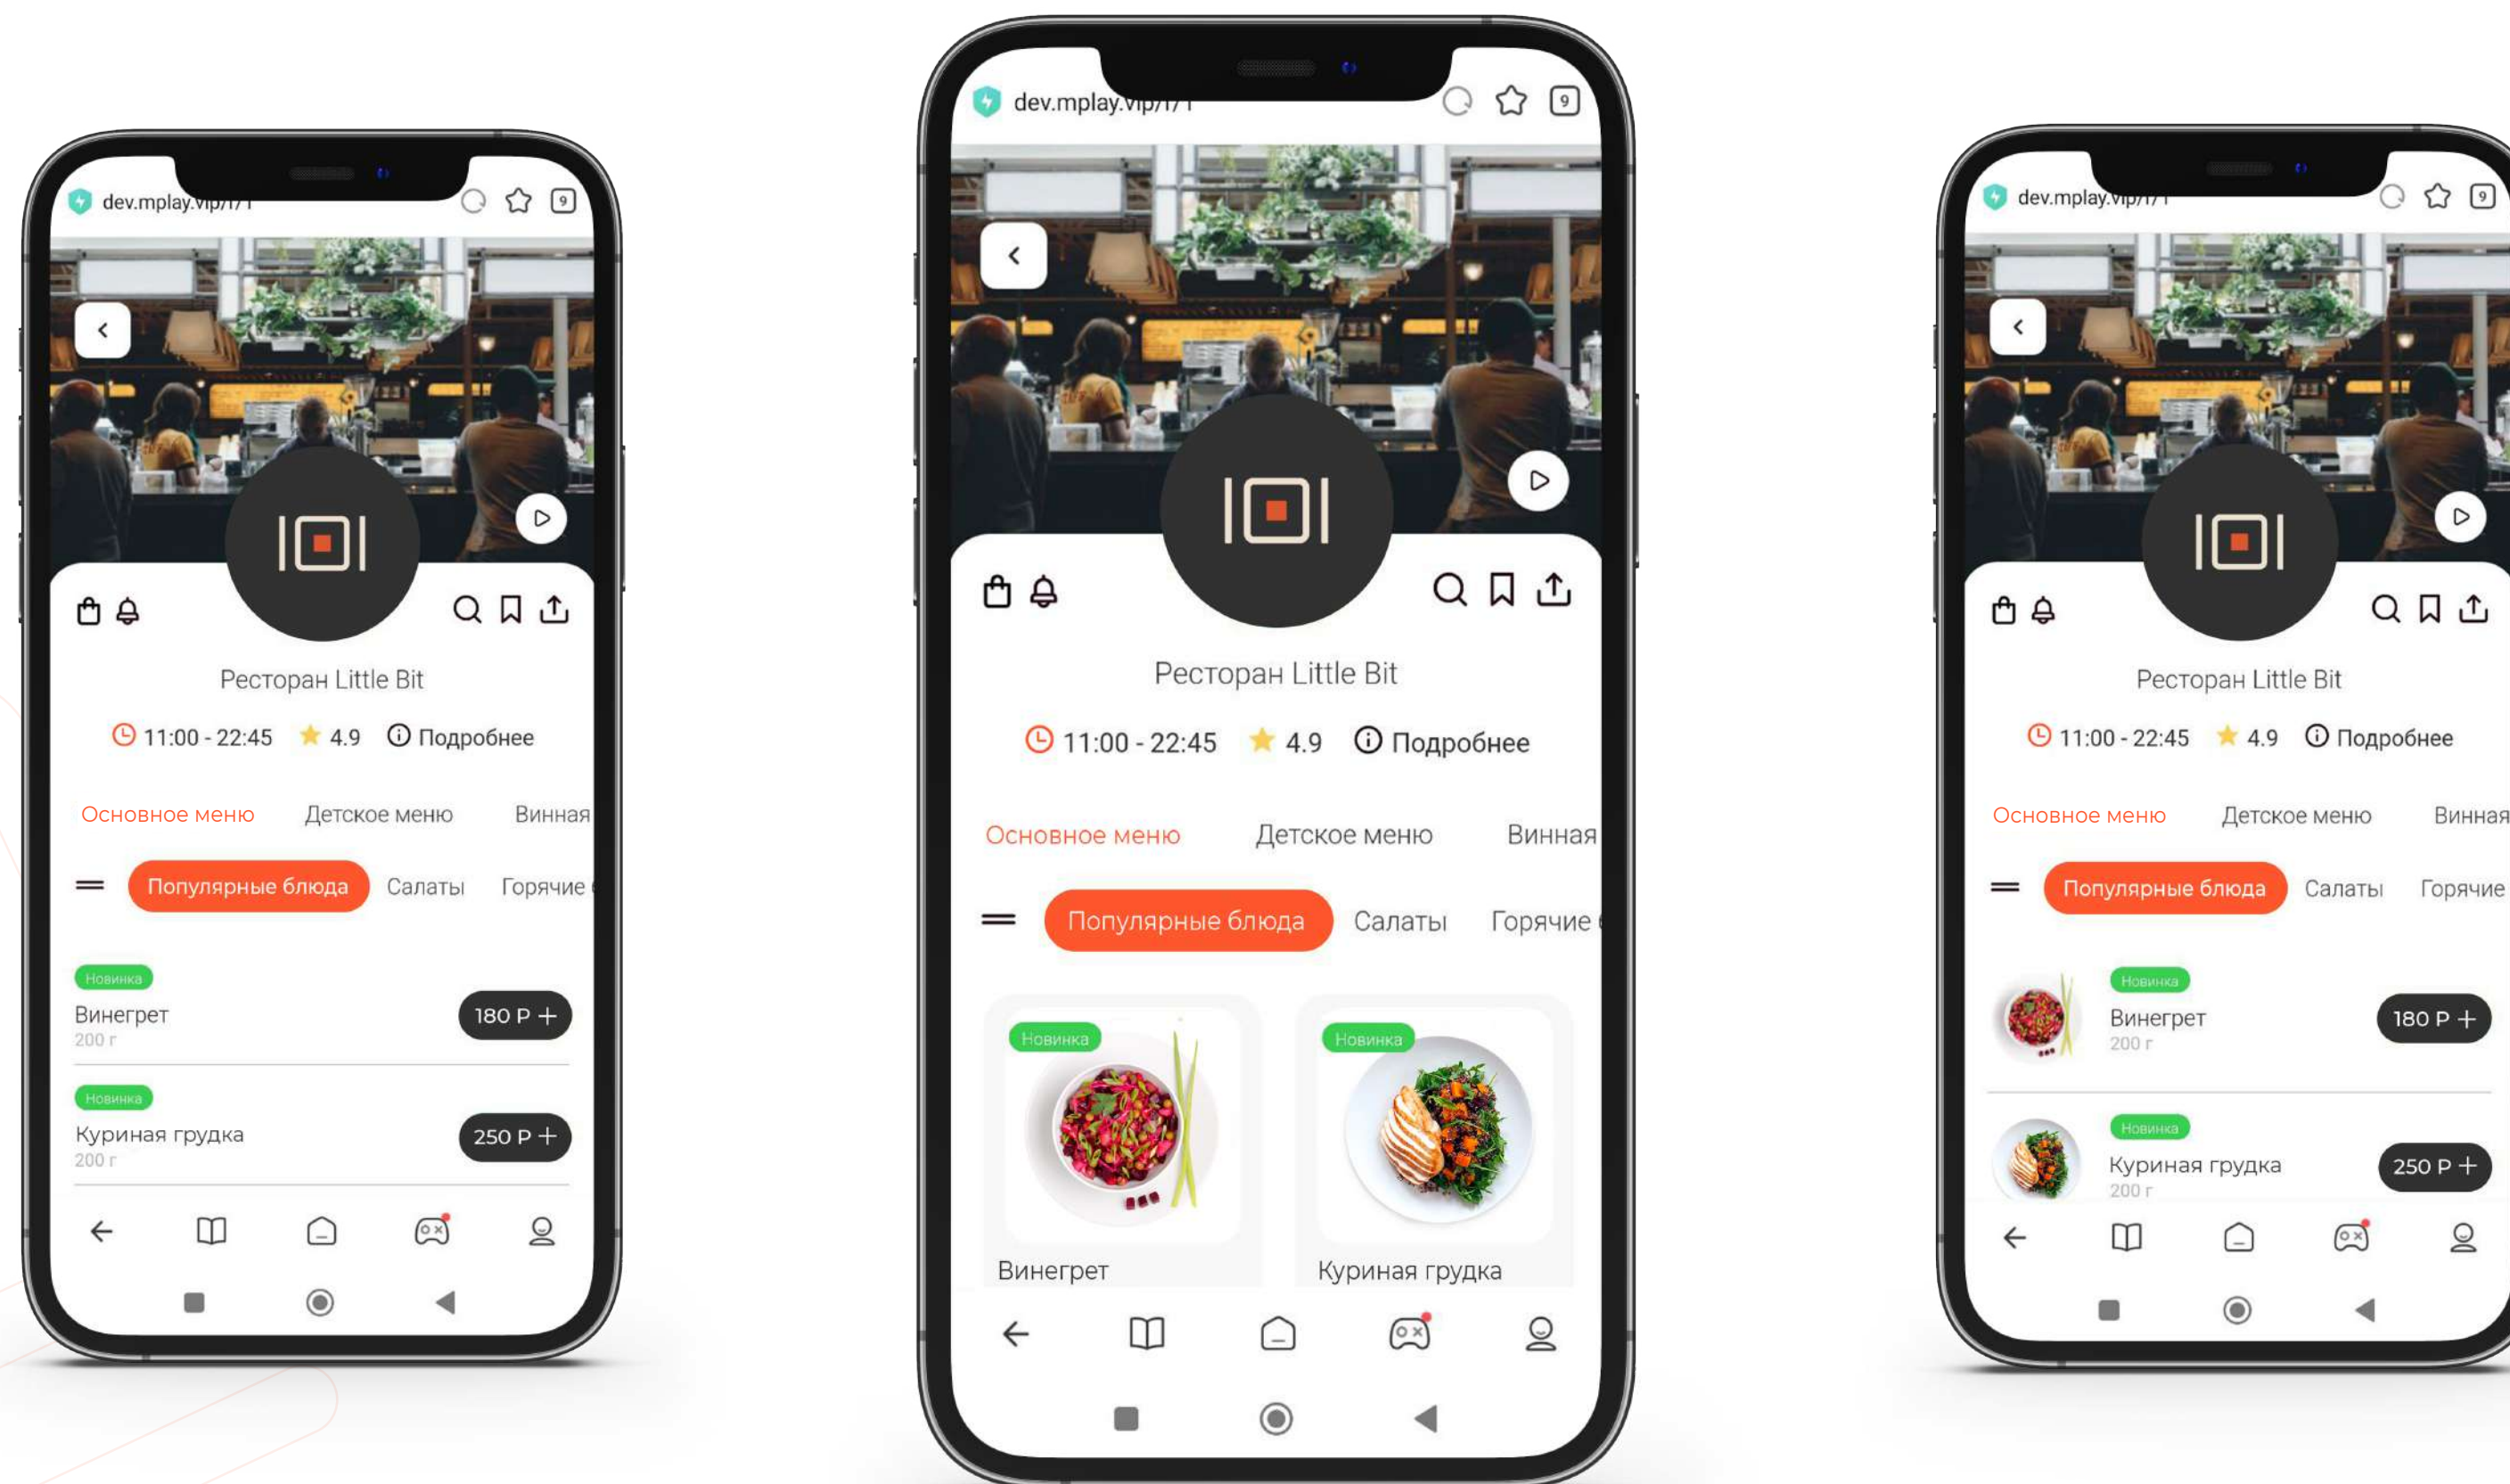 dev.mplay.vip/r/1
9
Ресторан Little Bit
11:00 - 22:45 4.9 Подробнее
Основное меню Детское меню Винная
Популярные блюда Салаты Горячие
Новинка
Винегрет
200 г
180 Р +
Новинка
Куриная грудка
200 г
250 Р +
dev.mplay.vip/r/1
9
Ресторан Little Bit
11:00 - 22:45 4.9 Подробнее
Основное меню Детское меню Винная
Популярные блюда Салаты Горячие
Новинка Новинка
Винегрет Куриная грудка
dev.mplay.vip/r/1
9
Ресторан Little Bit
11:00 - 22:45 4.9 Подробнее
Основное меню Детское меню Винная
Популярные блюда Салаты Горячие
Новинка
Винегрет
200 г
180 Р +
Новинка
Куриная грудка
200 г
250 Р +